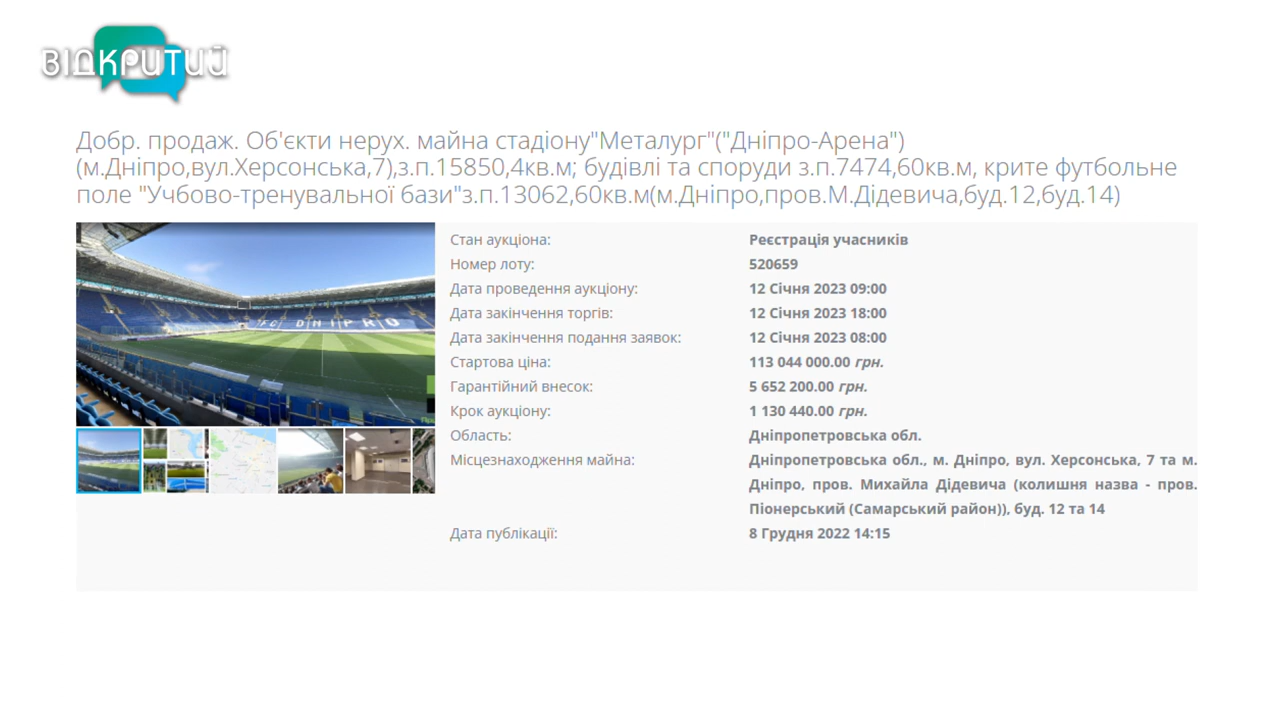 ВІДКРИТИЙ
Добр. продаж. Об'єкти нерух. майна стадіону"Металург"("Дніпро-Арена")
(м.Дніпро,вул.Херсонська,7),з.п.15850,4кв.м; будівлі та споруди з.п.7474,60кв.м, крите футбольне
поле "Учбово-тренувальної бази"з.п.13062,60кв.м(м.Дніпро,пров.М.Дідевича,буд.12,буд.14)
FC DNIPRO
Стан аукціона: Реєстрація учасників
Номер лоту: 520659
Дата проведення аукціону: 12 Січня 2023 09:00
Дата закінчення торгів: 12 Січня 2023 18:00
Дата закінчення подання заявок: 12 Січня 2023 08:00
Стартова ціна: 113 044 000.00 грн.
Гарантійний внесок: 5 652 200.00 грн.
Крок аукціону: 1 130 440.00 грн.
Область: Дніпропетровська обл.
Місцезнаходження майна: Дніпропетровська обл., м. Дніпро, вул. Херсонська, 7 та м.
Дніпро, пров. Михайла Дідевича (колишня назва - пров.
Піонерський (Самарський район)), буд. 12 та 14
Дата публікації: 8 Грудня 2022 14:15